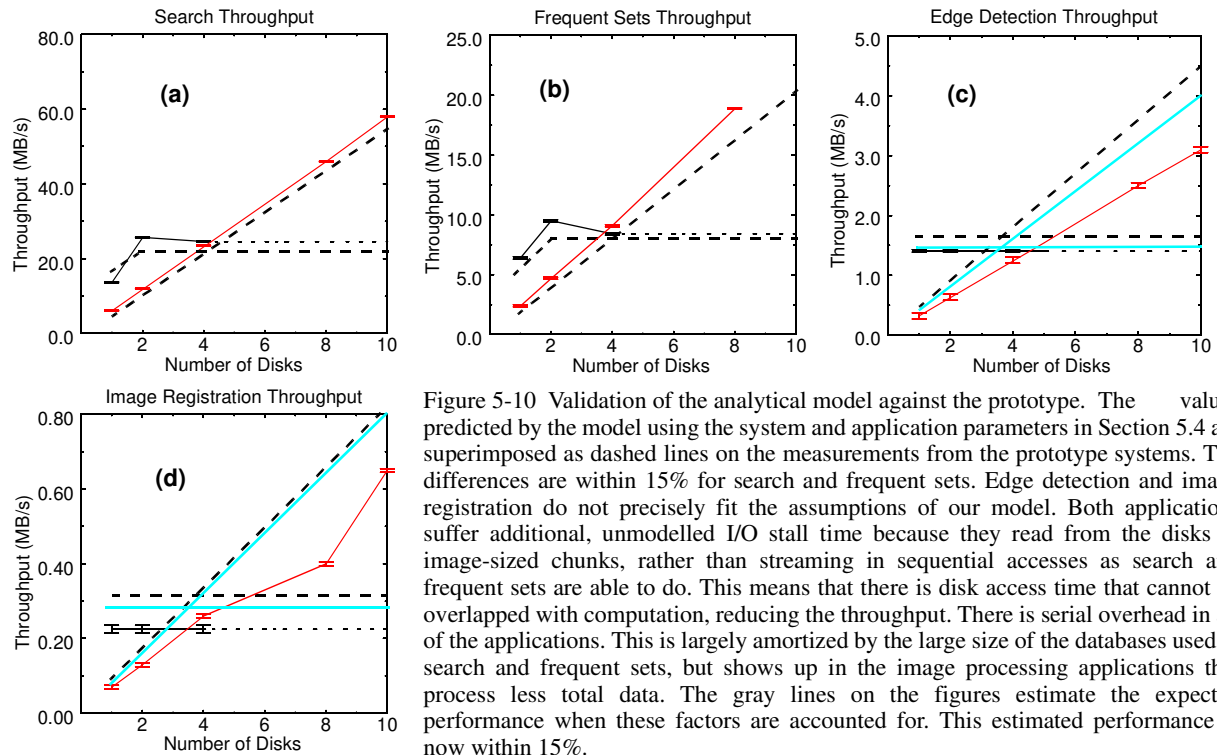 Search Throughput
80.0
60.0
40.0
20.0
0.0
Throughput (MB/s)
(a)
2
4
6
8
10
Number of Disks
Frequent Sets Throughput
25.0
20.0
15.0
10.0
5.0
0.0
Throughput (MB/s)
(b)
2
4
6
8
10
Number of Disks
Edge Detection Throughput
5.0
4.0
3.0
2.0
1.0
0.0
Throughput (MB/s)
(c)
2
4
6
8
10
Number of Disks
Image Registration Throughput
0.80
0.60
0.40
0.20
0.00
Throughput (MB/s)
(d)
2
4
6
8
10
Number of Disks
Figure 5-10 Validation of the analytical model against the prototype. The valu
predicted by the model using the system and application parameters in Section 5.4 a
superimposed as dashed lines on the measurements from the prototype systems. T
differences are within 15% for search and frequent sets. Edge detection and ima
registration do not precisely fit the assumptions of our model. Both application
suffer additional, unmodelled I/O stall time because they read from the disks
image-sized chunks, rather than streaming in sequential accesses as search a
frequent sets are able to do. This means that there is disk access time that cannot
overlapped with computation, reducing the throughput. There is serial overhead in
of the applications. This is largely amortized by the large size of the databases used
search and frequent sets, but shows up in the image processing applications th
process less total data. The gray lines on the figures estimate the expect
performance when these factors are accounted for. This estimated performance
now within 15%.